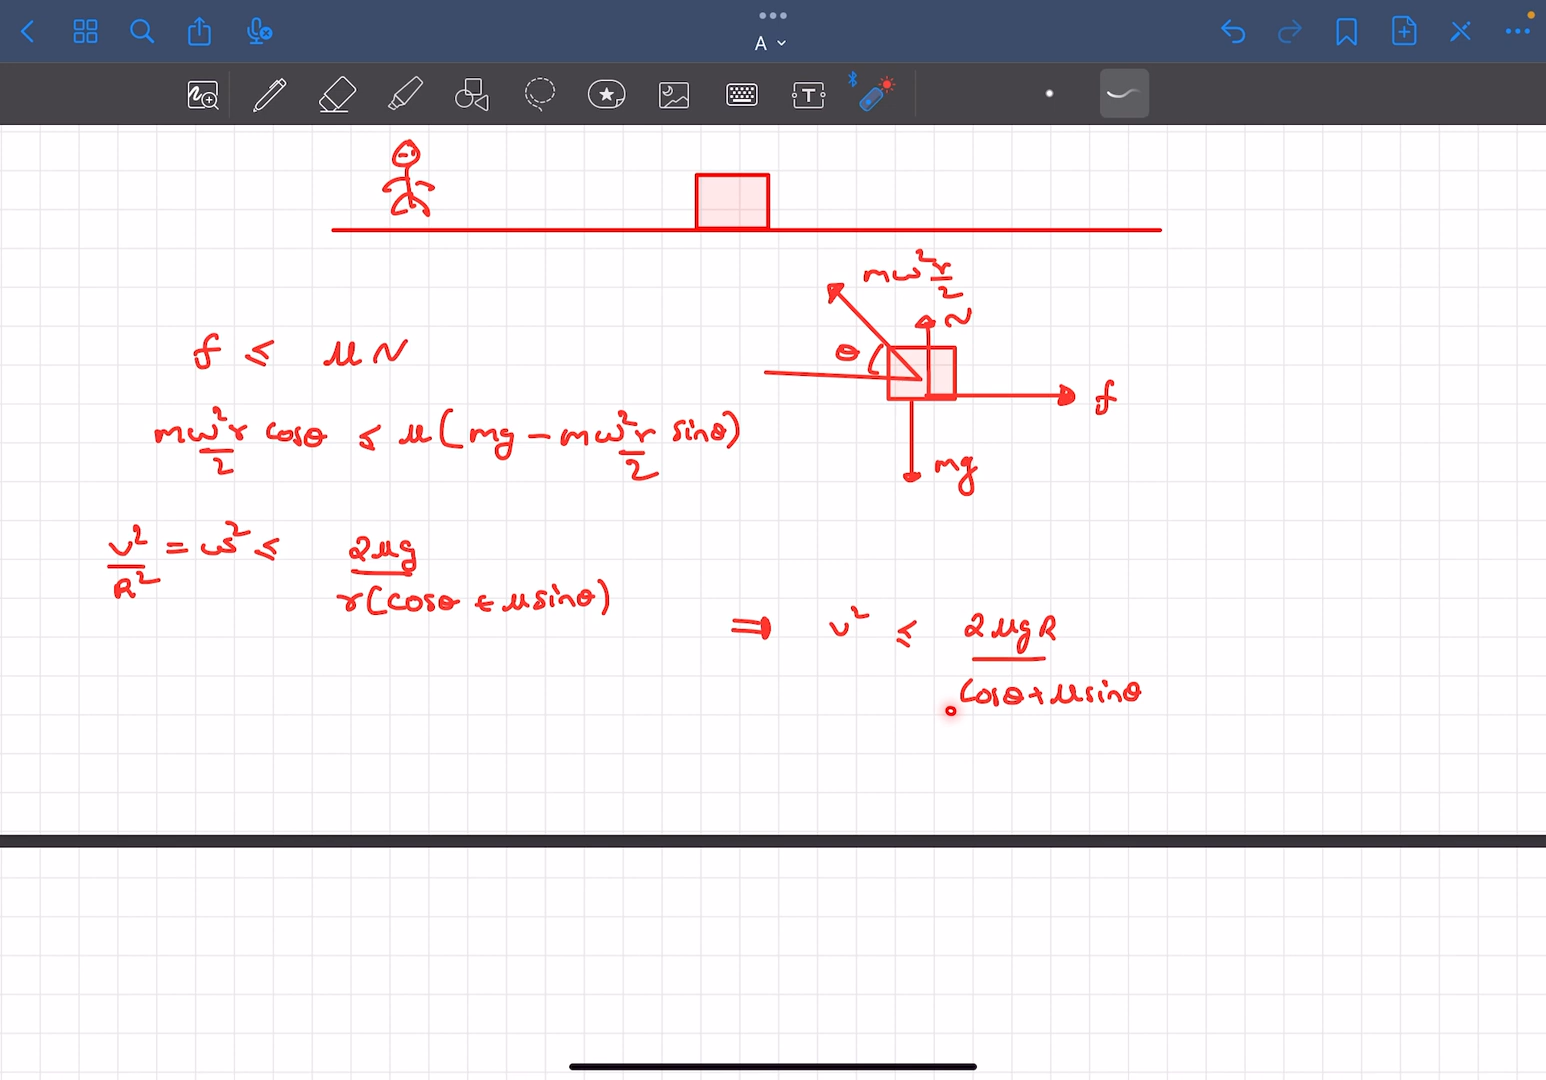 A
mω²r/2
N
θ
f
mg
f ≤ μN
mω²r/2 cosθ ≤ μ(mg − mω²r/2 sinθ)
v²/R² = ω² ≤ 2μg/r(cosθ + μsinθ)
⇒ v² ≤ 2μgR/cosθ + μsinθ